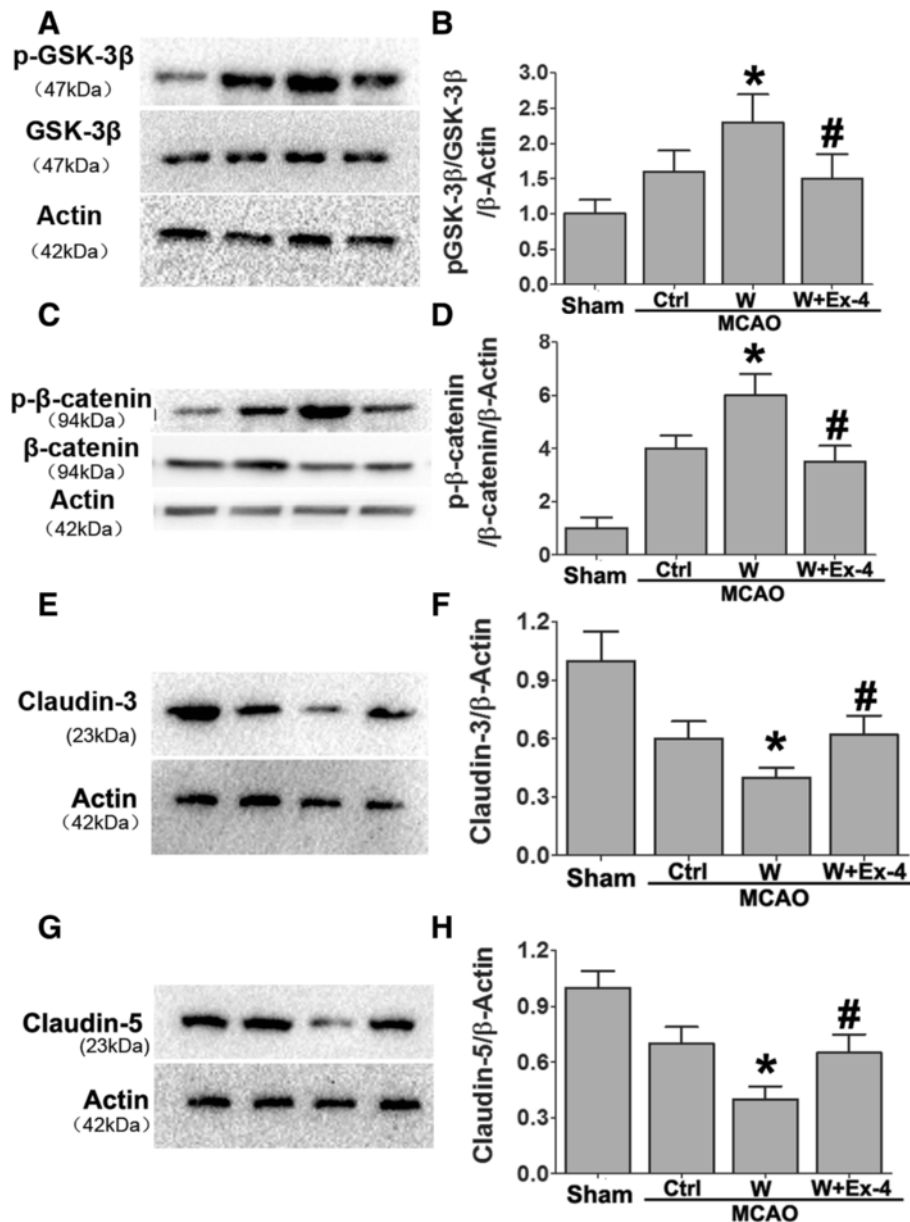 A
p-GSK-3β
(47kDa)
GSK-3β
(47kDa)
Actin
(42kDa)
B
pGSK-3β/GSK-3β
/β-Actin
3.0
2.5
2.0
1.5
1.0
0.5
0.0
*
#
Sham
Ctrl W W+Ex-4
MCAO
C
p-β-catenin
(94kDa)
β-catenin
(94kDa)
Actin
(42kDa)
D
p-β-catenin
/β-catenin/β-Actin
8
6
4
2
0
*
#
Sham
Ctrl W W+Ex-4
MCAO
E
Claudin-3
(23kDa)
Actin
(42kDa)
F
Claudin-3/β-Actin
1.2
0.9
0.6
0.3
0.0
*
#
Sham
Ctrl W W+Ex-4
MCAO
G
Claudin-5
(23kDa)
Actin
(42kDa)
H
Claudin-5/β-Actin
1.2
0.9
0.6
0.3
0.0
*
#
Sham
Ctrl W W+Ex-4
MCAO